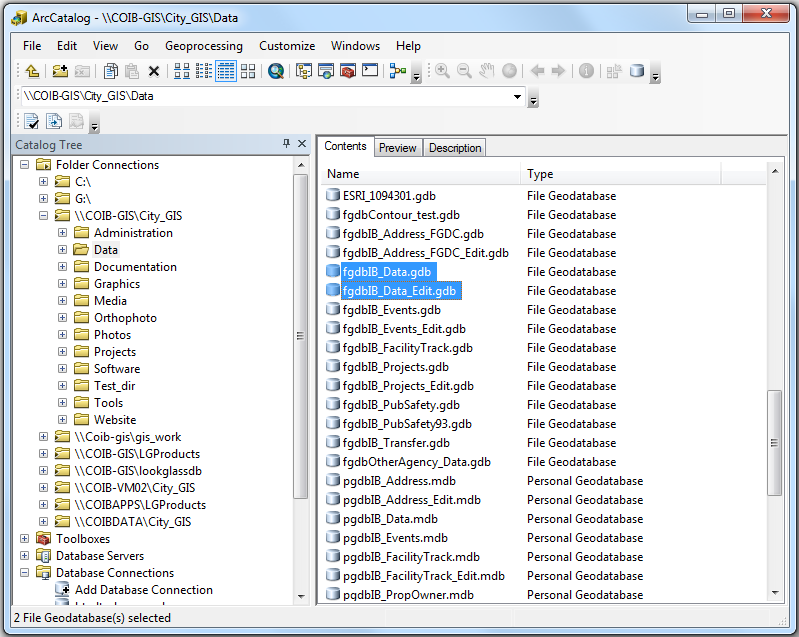 ArcCatalog - \\COIB-GIS\City_GIS\Data
File Edit View Go Geoprocessing Customize Windows Help
\\COIB-GIS\City_GIS\Data
Catalog Tree
Folder Connections
C:\
G:\
\\COIB-GIS\City_GIS
Administration
Data
Documentation
Graphics
Media
Orthophoto
Photos
Projects
Software
Test_dir
Tools
Website
\\Coib-gis\gis_work
\\COIB-GIS\LGProducts
\\COIB-GIS\lookglassdb
\\COIB-VM02\City_GIS
\\COIBAPPS\LGProducts
\\COIBDATA\City_GIS
Toolboxes
Database Servers
Database Connections
Add Database Connection
Contents Preview Description
Name Type
ESRI_1094301.gdb File Geodatabase
fgdbContour_test.gdb File Geodatabase
fgdbIB_Address_FGDC.gdb File Geodatabase
fgdbIB_Address_FGDC_Edit.gdb File Geodatabase
fgdbIB_Data.gdb File Geodatabase
fgdbIB_Data_Edit.gdb File Geodatabase
fgdbIB_Events.gdb File Geodatabase
fgdbIB_Events_Edit.gdb File Geodatabase
fgdbIB_FacilityTrack.gdb File Geodatabase
fgdbIB_Projects.gdb File Geodatabase
fgdbIB_Projects_Edit.gdb File Geodatabase
fgdbIB_PubSafety.gdb File Geodatabase
fgdbIB_PubSafety93.gdb File Geodatabase
fgdbIB_Transfer.gdb File Geodatabase
fgdbOtherAgency_Data.gdb File Geodatabase
pgdbIB_Address.mdb Personal Geodatabase
pgdbIB_Address_Edit.mdb Personal Geodatabase
pgdbIB_Data.mdb Personal Geodatabase
pgdbIB_Events.mdb Personal Geodatabase
pgdbIB_FacilityTrack.mdb Personal Geodatabase
pgdbIB_FacilityTrack_Edit.mdb Personal Geodatabase
pgdbIB_PropOwner.mdb Personal Geodatabase
2 File Geodatabase(s) selected